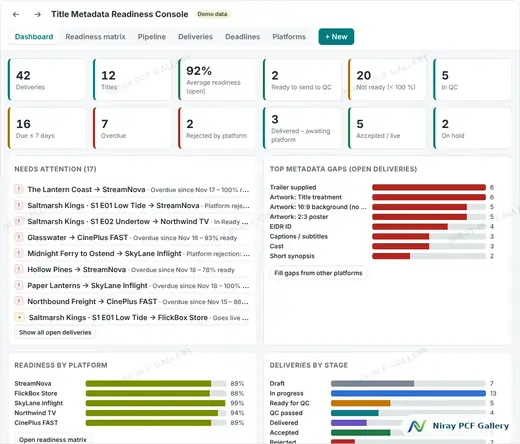 ← → Title Metadata Readiness Console Demo data
Dashboard Readiness matrix Pipeline Deliveries Deadlines Platforms + New
42
Deliveries
12
Titles
92%
Average readiness (open)
2
Ready to send to QC
20
Not ready (< 100 %)
5
In QC
16
Due ≤ 7 days
7
Overdue
2
Rejected by platform
3
Delivered – awaiting platform
5
Accepted / live
2
On hold
NEEDS ATTENTION (17)
! The Lantern Coast → StreamNova · Overdue since Nov 17 – 100% r...
! Saltmarsh Kings · S1 E01 Low Tide → StreamNova · Platform reje...
! Saltmarsh Kings · S1 E02 Undertow → Northwind TV · In Ready ...
! Glasswater → CinePlus FAST · Overdue since Nov 16 – 93% ready
! Midnight Ferry to Ostend → SkyLane Inflight · Platform rejection: ...
! Hollow Pines → StreamNova · Overdue since Nov 18 – 78% ready
! Paper Lanterns → SkyLane Inflight · Overdue since Nov 18 – 100% ...
! Northbound Freight → CinePlus FAST · Overdue since Nov 15 – 88...
Saltmarsh Kings · S1 E01 Low Tide → FlickBox Store · Goes live ...
Show all open deliveries
TOP METADATA GAPS (OPEN DELIVERIES)
Trailer supplied 6
Artwork: Title treatment 6
Artwork: 16:9 background (no ... 5
Artwork: 2:3 poster 5
EIDR ID 4
Captions / subtitles 3
Cast 3
Short synopsis 2
Fill gaps from other platforms
READINESS BY PLATFORM
StreamNova 89%
FlickBox Store 88%
SkyLane Inflight 99%
Northwind TV 94%
CinePlus FAST 89%
Open readiness matrix
DELIVERIES BY STAGE
Draft 7
In progress 13
Ready for QC 5
QC passed 4
Delivered
Accepted
Rejected 2
Niray PCF Gallery